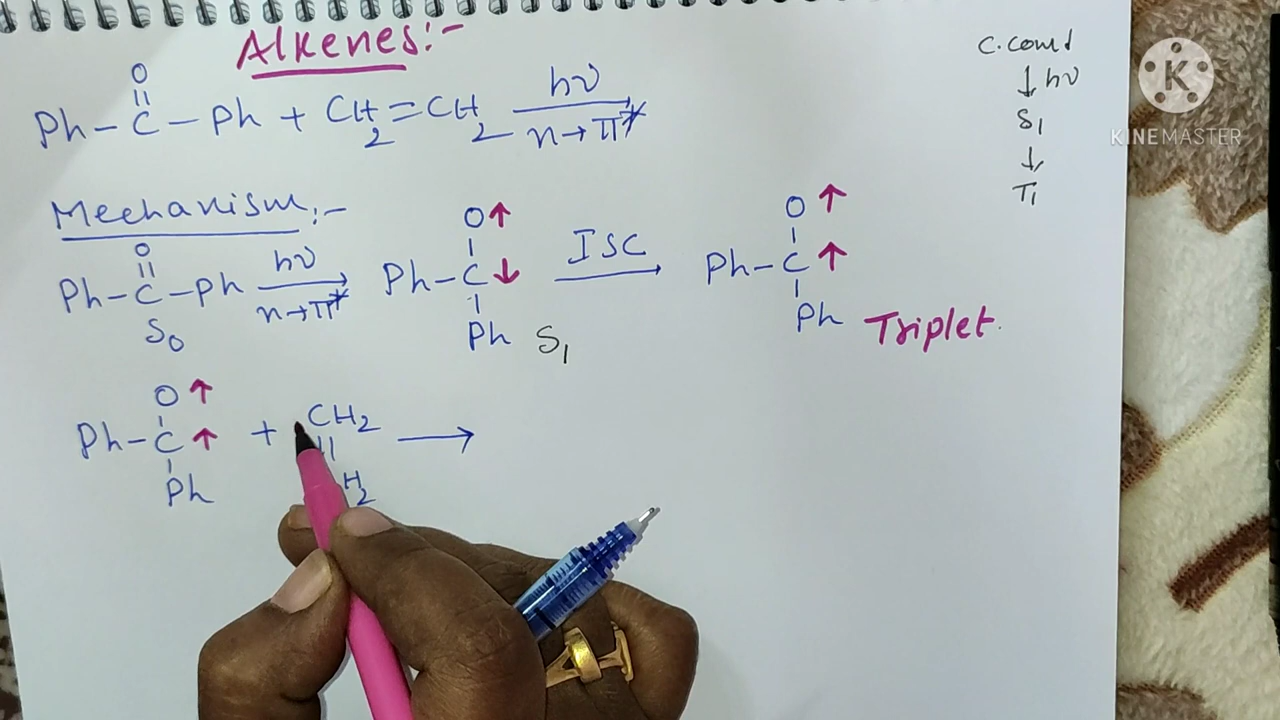 Alkenes:-
O
||
Ph-C-Ph + CH2=CH2 hν n→π*
Mechanism:-
O
||
Ph-C-Ph hν n→π*
S0
O↑
|
Ph-C↓ ISC
|
Ph S1
O↑
|
Ph-C↑
|
Ph Triplet
O↑
|
Ph-C↑ + CH2 →
|
Ph
||
H2
↓hν
S1
↓
T1
K
KINEMASTER